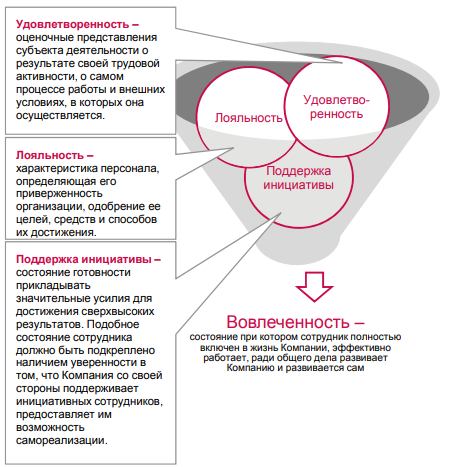 Удовлетворенность –
оценочные представления
субъекта деятельности о
результате своей трудовой
активности, о самом
процессе работы и внешних
условиях, в которых она
осуществляется.
Лояльность –
характеристика персонала,
определяющая его
приверженность
организации, одобрение ее
целей, средств и способов
их достижения.
Поддержка инициативы –
состояние готовности
прикладывать
значительные усилия для
достижения сверхвысоких
результатов. Подобное
состояние сотрудника
должно быть подкреплено
наличием уверенности в
том, что Компания со своей
стороны поддерживает
инициативных сотрудников,
предоставляет им
возможность
самореализации.
Лояльность
Удовлетво-
ренность
Поддержка
инициативы
Вовлеченность –
состояние при котором сотрудник полностью
включен в жизнь Компании, эффективно
работает, ради общего дела развивает
Компанию и развивается сам